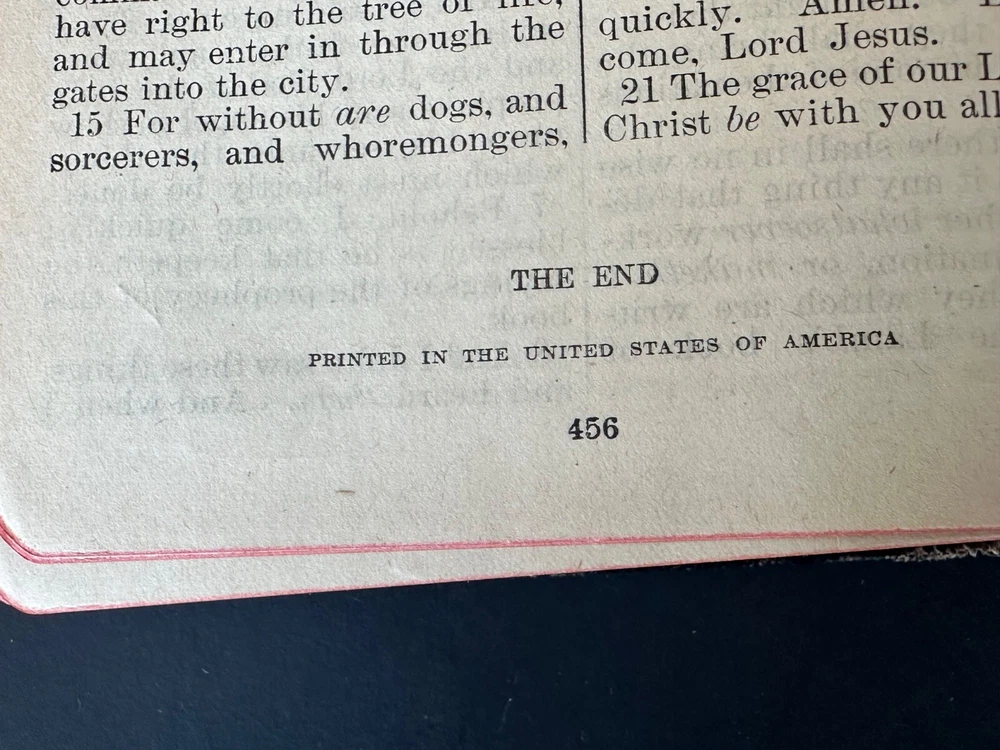 have right to the tree of life,
and may enter in through the
gates into the city.
15 For without are dogs, and
sorcerers, and whoremongers,
quickly. Amen.
come, Lord Jesus.
21 The grace of our L
Christ be with you all
THE END
PRINTED IN THE UNITED STATES OF AMERICA
456